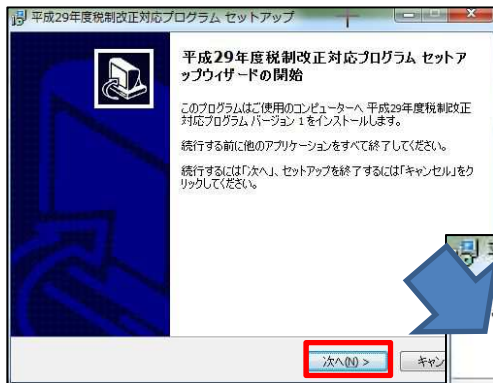 平成29年度税制改正対応プログラム セットアップ
平成29年度税制改正対応プログラム セットア
ップウィザードの開始
このプログラムはご使用のコンピューターへ 平成29年度税制改正
対応プログラム バージョン 1 をインストールします。
続行する前に他のアプリケーションをすべて終了してください。
続行するには「次へ」、セットアップを終了するには「キャンセル」をク
リックしてください。
次へ(N) >
キャン